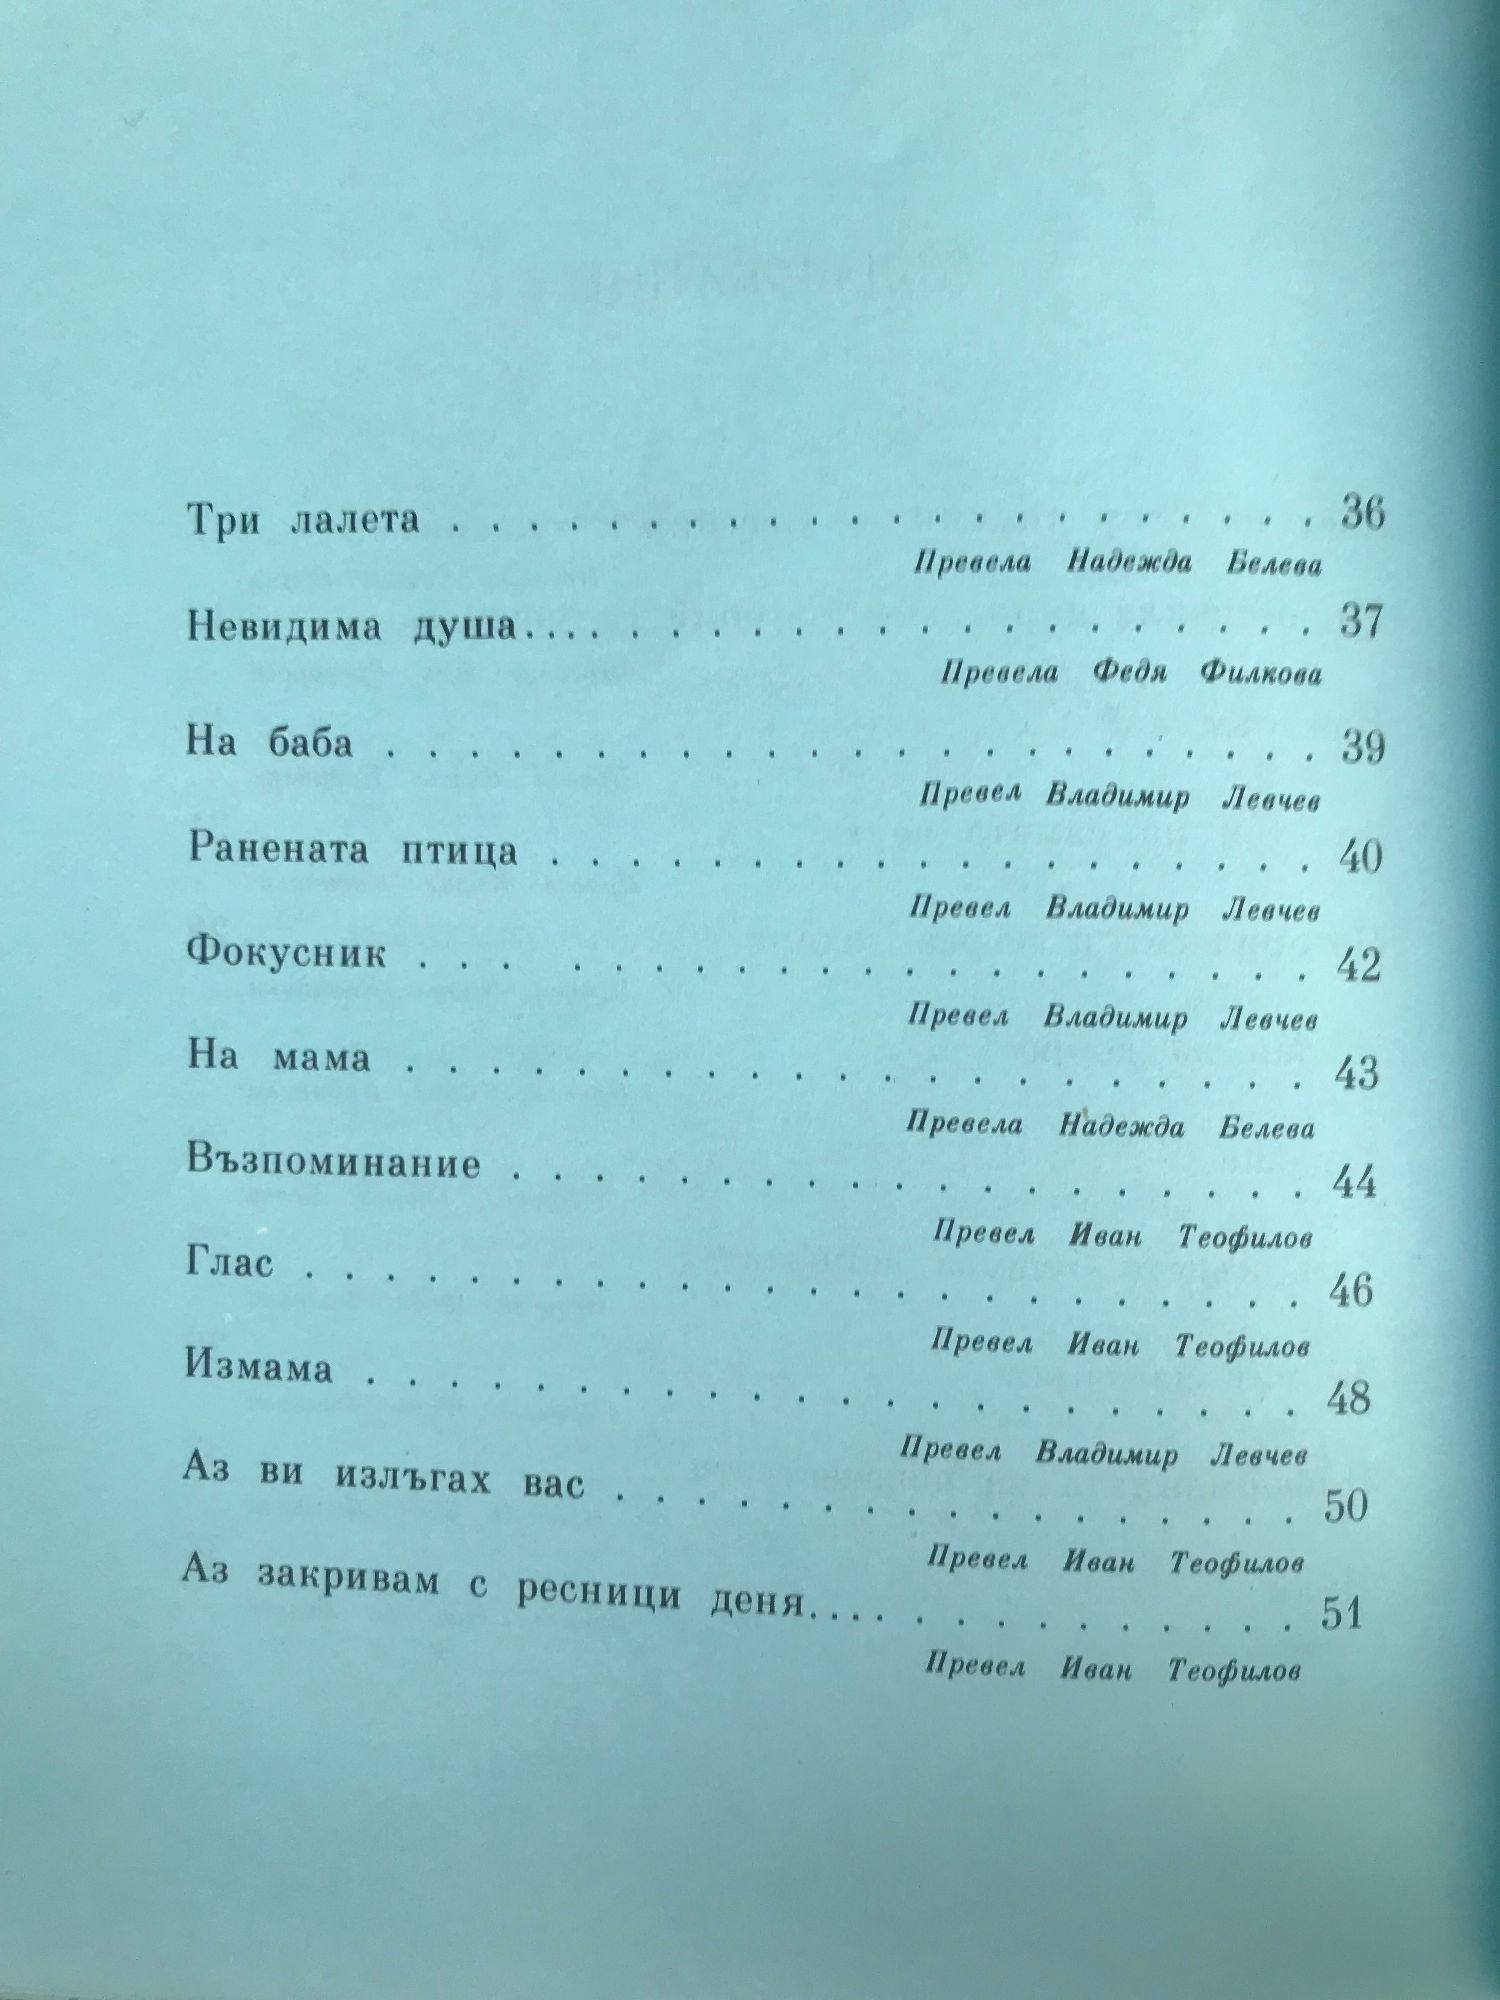 Три лалета . . . . . . . . . . . . . . . . . . . . . . 36
Превела Надежда Белева
Невидима душа. . . . . . . . . . . . . . . . . . . . . 37
Превела Федя Филкова
На баба . . . . . . . . . . . . . . . . . . . . . 39
Превел Владимир Левчев
Ранената птица . . . . . . . . . . . . . . . . . . . 40
Превел Владимир Левчев
Фокусник . . . . . . . . . . . . . . . . . . . . . 42
Превел Владимир Левчев
На мама . . . . . . . . . . . . . . . . . . . . . 43
Превела Надежда Белева
Възпоминание . . . . . . . . . . . . . . . . . . . 44
Превел Иван Теофилов
Глас . . . . . . . . . . . . . . . . . . . . . . . 46
Превел Иван Теофилов
Измама . . . . . . . . . . . . . . . . . . . . . . 48
Превел Владимир Левчев
Аз ви излъгах вас . . . . . . . . . . . . . . . . . 50
Превел Иван Теофилов
Аз закривам с ресници деня. . . . . . . . . . . . . . 51
Превел Иван Теофилов